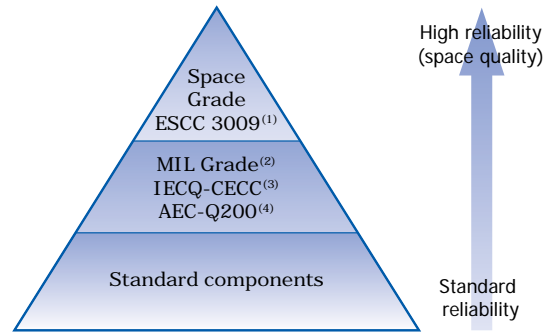 Space
Grade
ESCC 3009(1)
MIL Grade(2)
IECQ-CECC(3)
AEC-Q200(4)
Standard components
High reliability
(space quality)
Standard
reliability